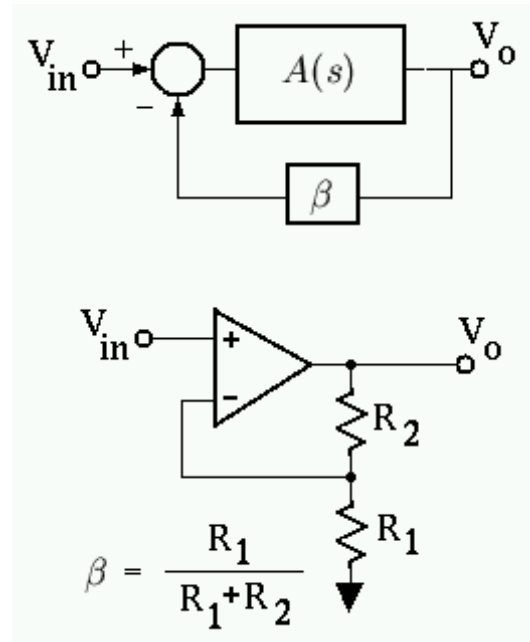 V_in + V_o
A(s)
−
β
V_in + V_o
−
R_2
R_1
β = R_1 / (R_1+R_2)